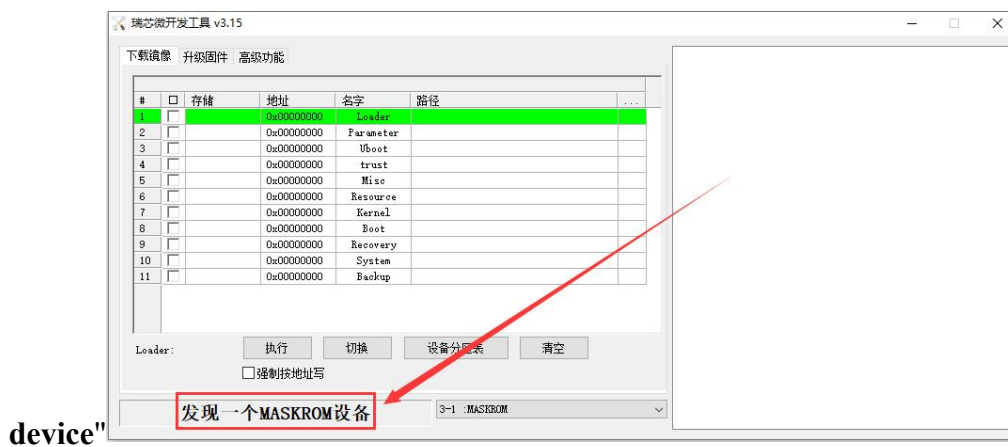 瑞芯微开发工具 v3.15
下载镜像 升级固件 高级功能
# 存储 地址 名字 路径 ...
1 0x00000000 Loader
2 0x00000000 Parameter
3 0x00000000 Uboot
4 0x00000000 trust
5 0x00000000 Misc
6 0x00000000 Resource
7 0x00000000 Kernel
8 0x00000000 Boot
9 0x00000000 Recovery
10 0x00000000 System
11 0x00000000 Backup
Loader: 执行 切换 设备分区表 清空
强制按地址写
发现一个MASKROM设备 3-1 :MASKROM
device"